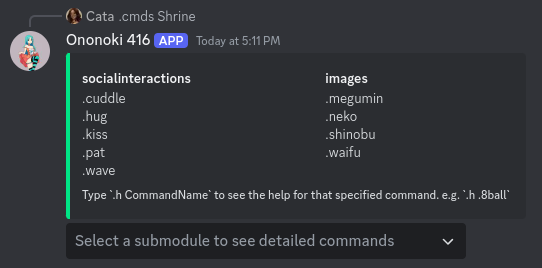 Cata .cmds Shrine
Ononoki 416 APP Today at 5:11 PM
socialinteractions
.cuddle
.hug
.kiss
.pat
.wave
images
.megumin
.neko
.shinobu
.waifu
Type `.h CommandName` to see the help for that specified command. e.g. `.h .8ball`
Select a submodule to see detailed commands